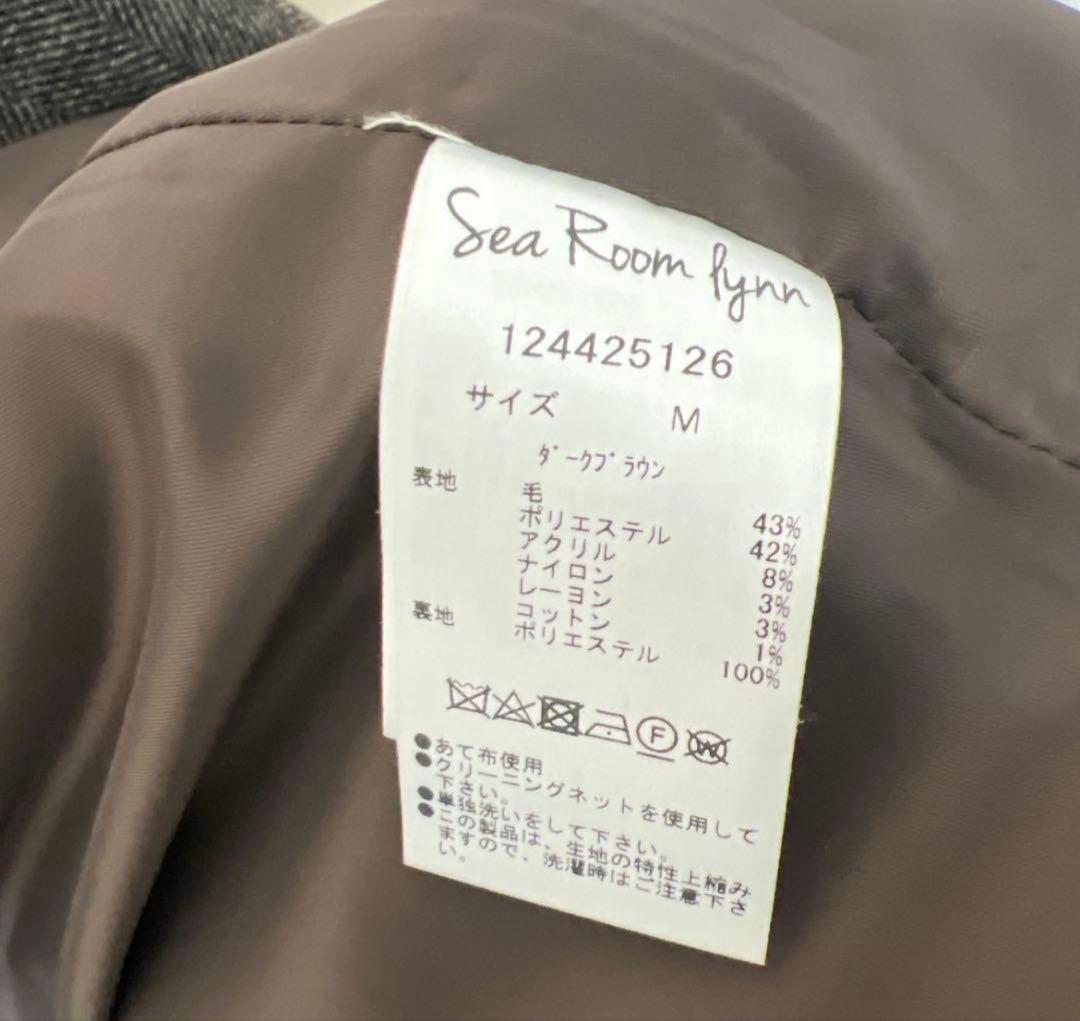 Sea Room lynn
124425126
サイズ M
ﾀﾞｰｸﾌﾞﾗｳﾝ
表地 毛 43%
ポリエステル 42%
アクリル 8%
ナイロン 3%
レーヨン 3%
コットン 1%
裏地 ポリエステル 100%
F
W
●あて布使用
●クリーニングネットを使用して
下さい。
●単独洗いをして下さい。
●この製品は、生地の特性上縮み
ますので、洗濯時はご注意下さ
い。